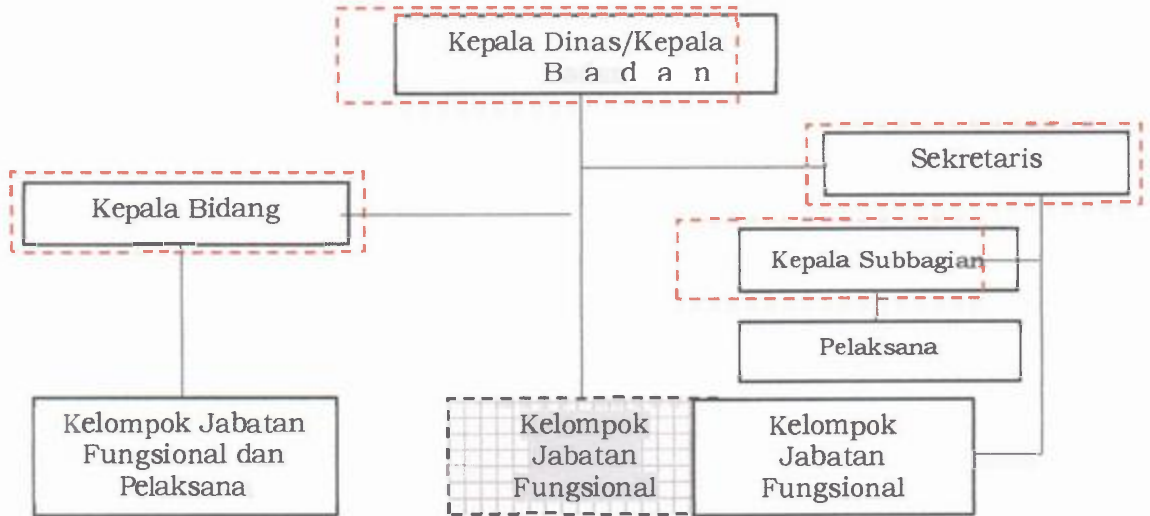 Kepala Dinas/Kepala
B a d a n
Sekretaris
Kepala Bidang
Kepala Subbagian
Pelaksana
Kelompok Jabatan
Fungsional dan
Pelaksana
Kelompok
Jabatan
Fungsional
Kelompok
Jabatan
Fungsional